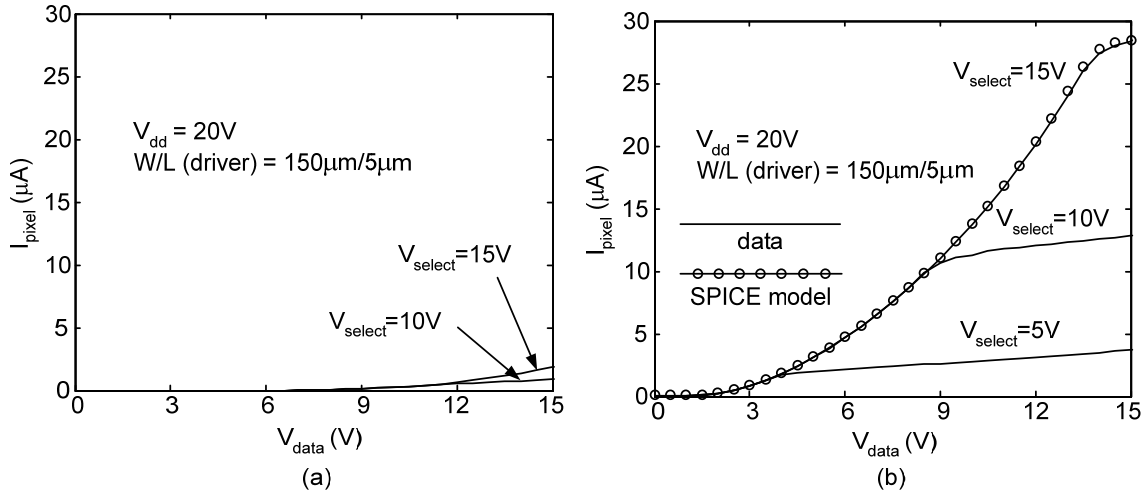 30
25
20
15
10
5
0
I_pixel (μA)
V_dd = 20V
W/L (driver) = 150μm/5μm
V_select=15V
V_select=10V
0
3
6
9
12
15
V_data (V)
(a)
30
25
20
15
10
5
0
I_pixel (μA)
V_select=15V
V_dd = 20V
W/L (driver) = 150μm/5μm
V_select=10V
data
SPICE model
V_select=5V
0
3
6
9
12
15
V_data (V)
(b)